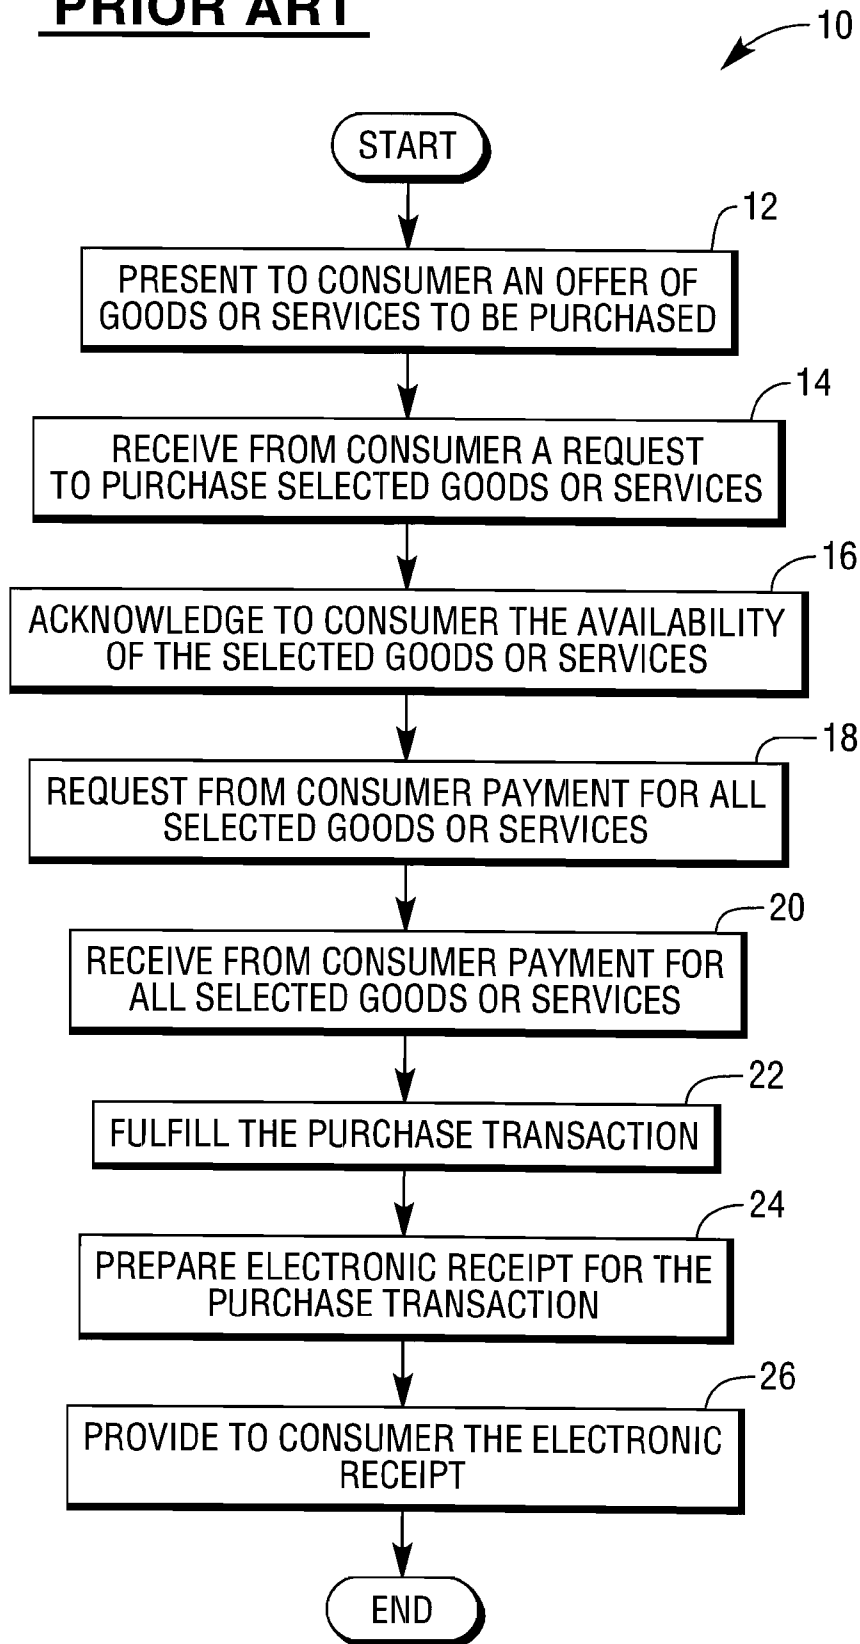 PRIOR ART
10
START
12
PRESENT TO CONSUMER AN OFFER OF
GOODS OR SERVICES TO BE PURCHASED
14
RECEIVE FROM CONSUMER A REQUEST
TO PURCHASE SELECTED GOODS OR SERVICES
16
ACKNOWLEDGE TO CONSUMER THE AVAILABILITY
OF THE SELECTED GOODS OR SERVICES
18
REQUEST FROM CONSUMER PAYMENT FOR ALL
SELECTED GOODS OR SERVICES
20
RECEIVE FROM CONSUMER PAYMENT FOR
ALL SELECTED GOODS OR SERVICES
22
FULFILL THE PURCHASE TRANSACTION
24
PREPARE ELECTRONIC RECEIPT FOR THE
PURCHASE TRANSACTION
26
PROVIDE TO CONSUMER THE ELECTRONIC
RECEIPT
END